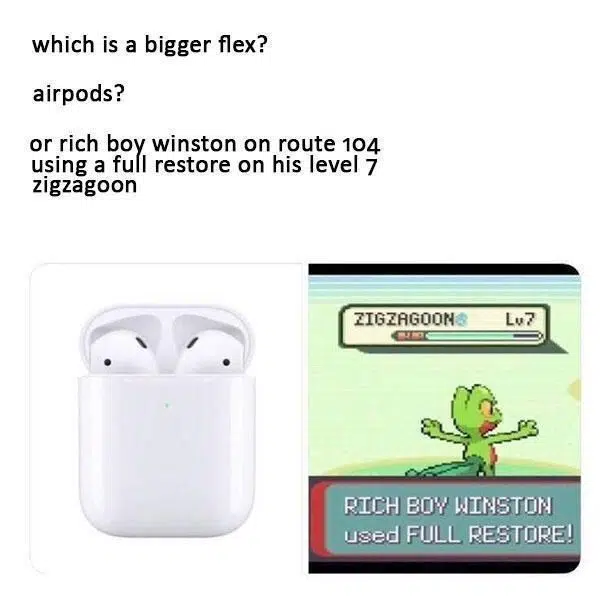 which is a bigger flex?
airpods?
or rich boy winston on route 104
using a full restore on his level 7
zigzagoon
ZIGZAGOON♂ Lv7
HP
RICH BOY WINSTON
used FULL RESTORE!